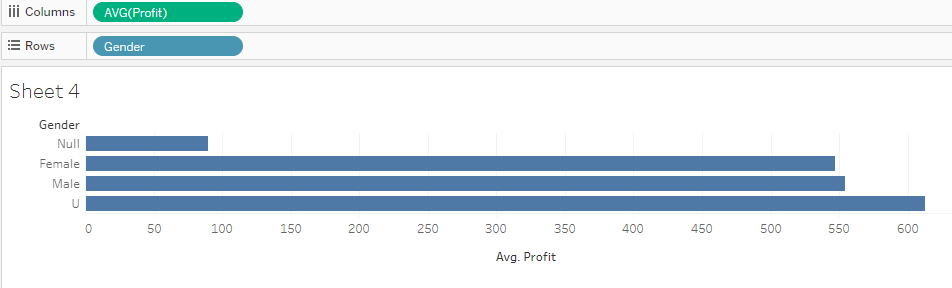 Columns AVG(Profit)
Rows Gender
Sheet 4
Gender
Null
Female
Male
U
0 50 100 150 200 250 300 350 400 450 500 550 600
Avg. Profit